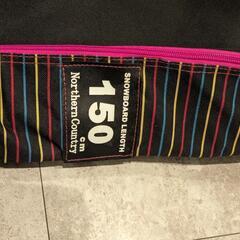 SNOWBOARD LENGTH
150
cm
Northern Country